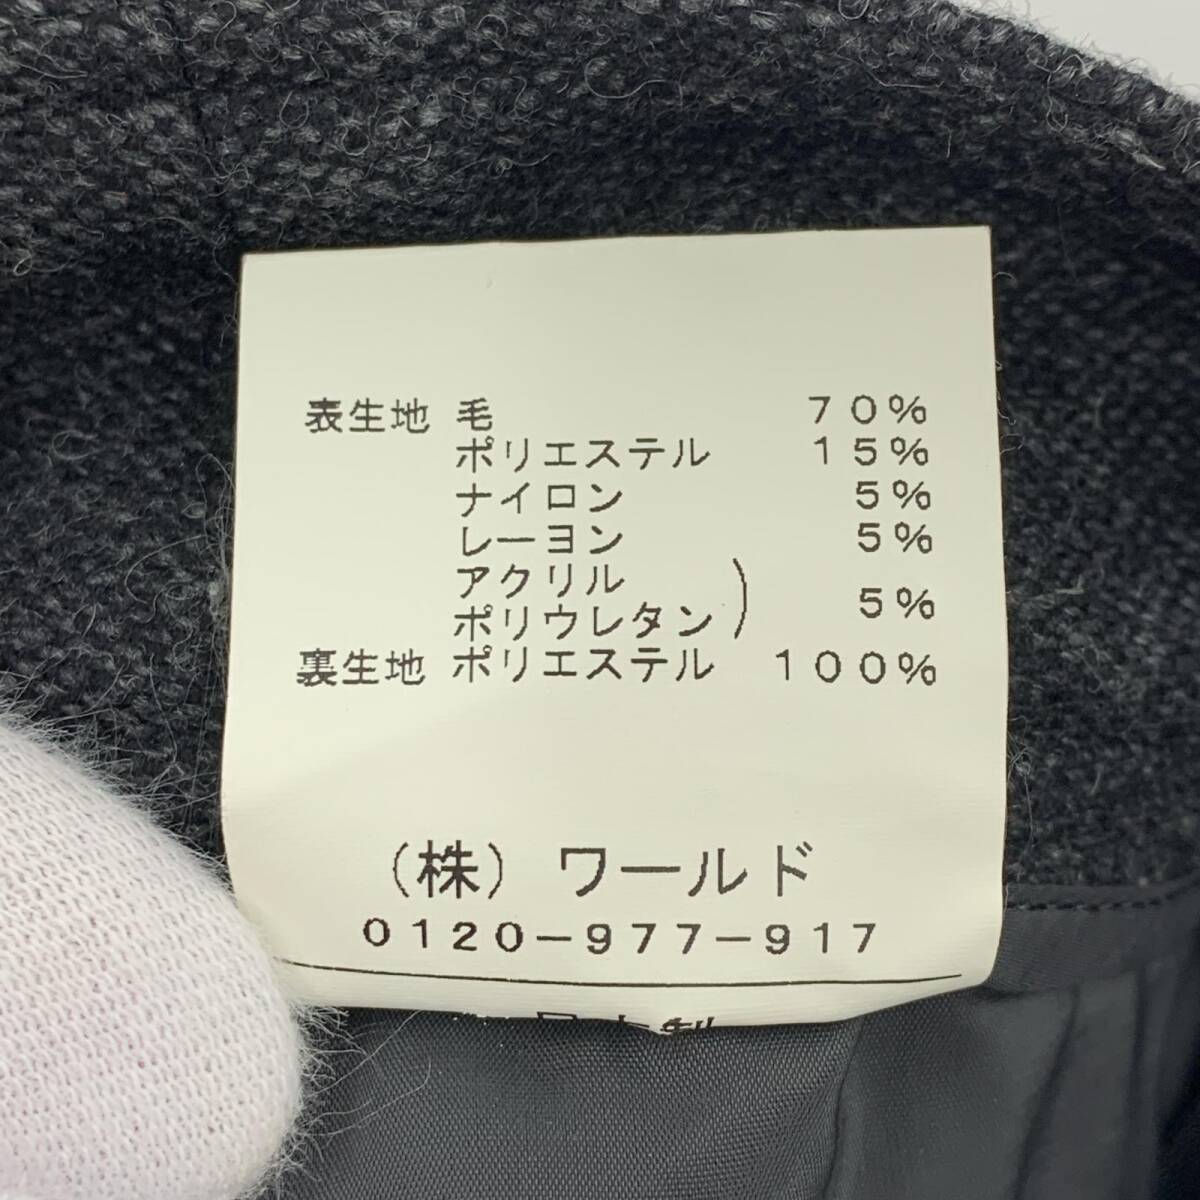 表生地 毛 70%
ポリエステル 15%
ナイロン 5%
レーヨン 5%
アクリル
ポリウレタン) 5%
裏生地 ポリエステル 100%
(株) ワールド
0120-977-917